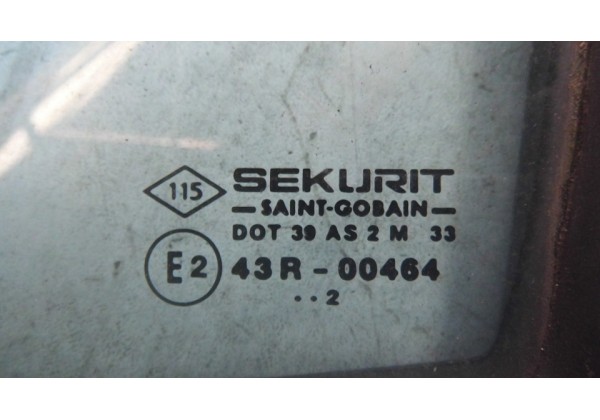 115 SEKURIT
—SAINT-GOBAIN—
DOT 39 AS 2 M 33
E2 43R-00464
··2